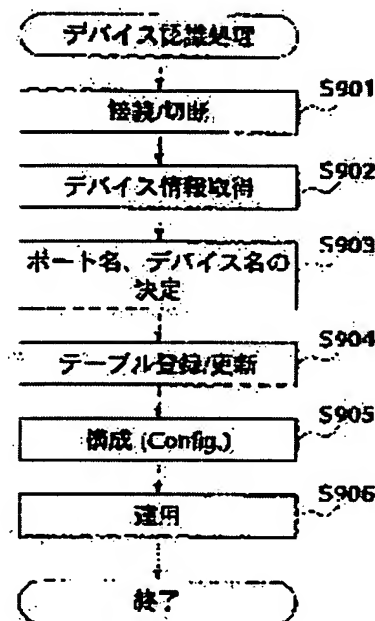 デバイス認識処理
接続/切断
S901
デバイス情報取得
S902
ポート名、デバイス名の
決定
S903
テーブル登録/更新
S904
構成 (Config.)
S905
運用
S906
終了